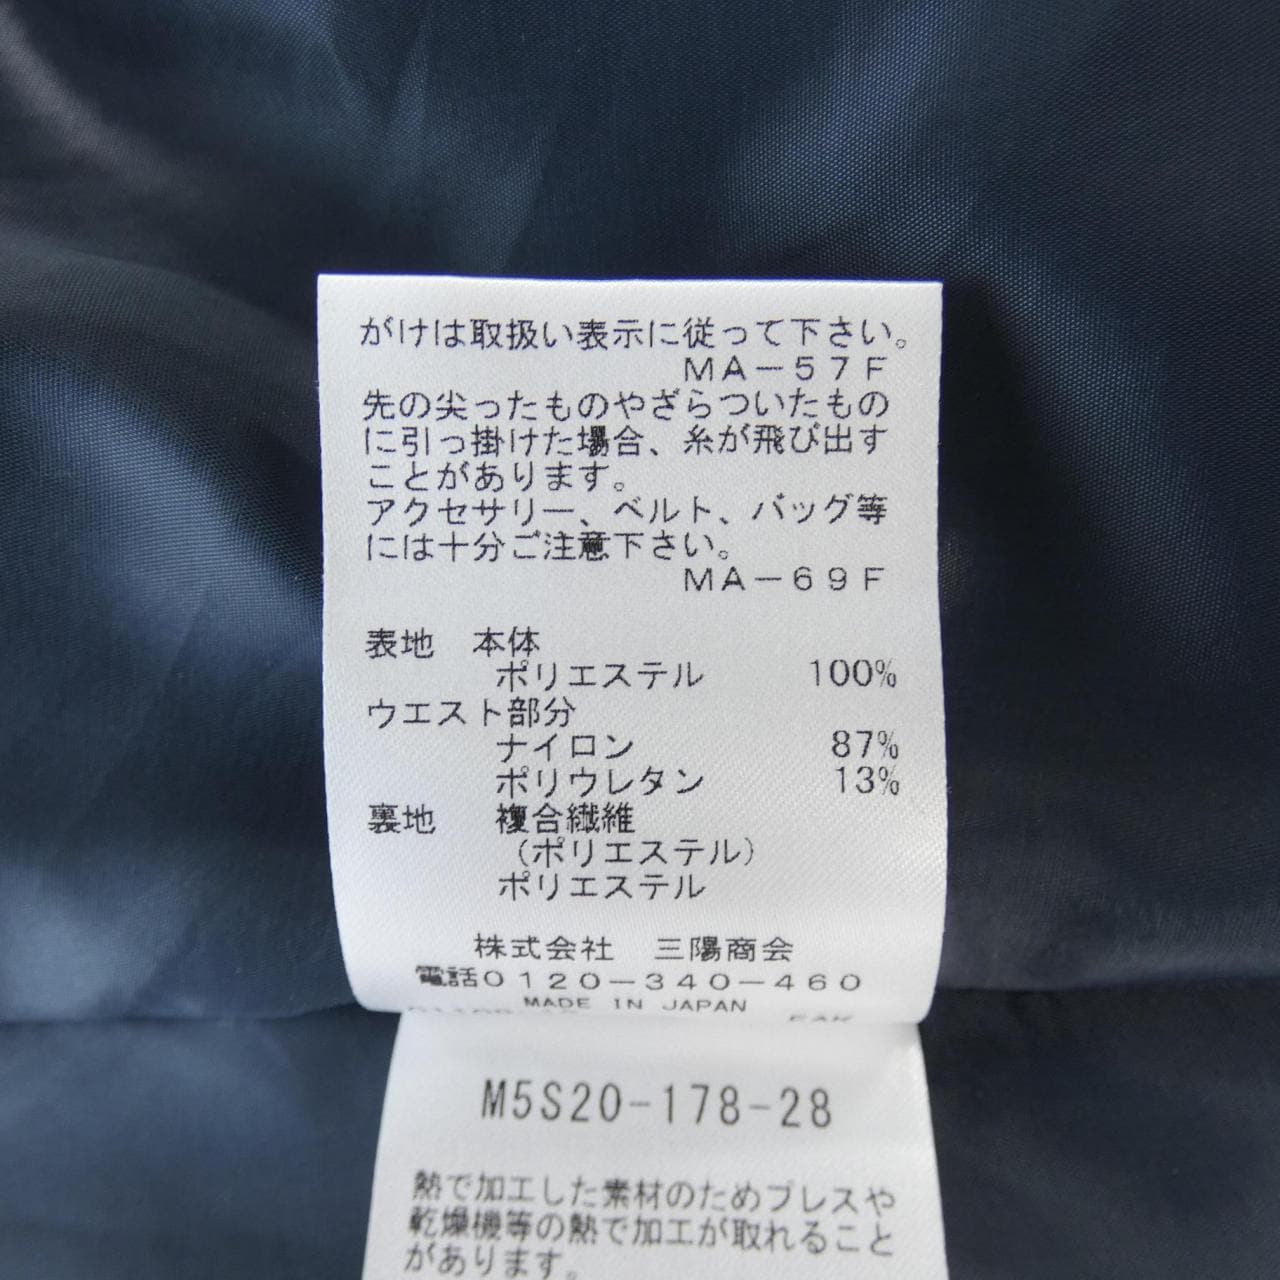 がけは取扱い表示に従って下さい。
MA－57F
先の尖ったものやざらついたもの
に引っ掛けた場合、糸が飛び出す
ことがあります。
アクセサリー、ベルト、バッグ等
には十分ご注意下さい。
MA－69F
表地 本体
ポリエステル 100%
ウエスト部分
ナイロン 87%
ポリウレタン 13%
裏地 複合繊維
（ポリエステル）
ポリエステル
株式会社 三陽商会
電話0120－340－460
MADE IN JAPAN
M5S20-178-28
熱で加工した素材のためプレスや
乾燥機等の熱で加工が取れること
があります。